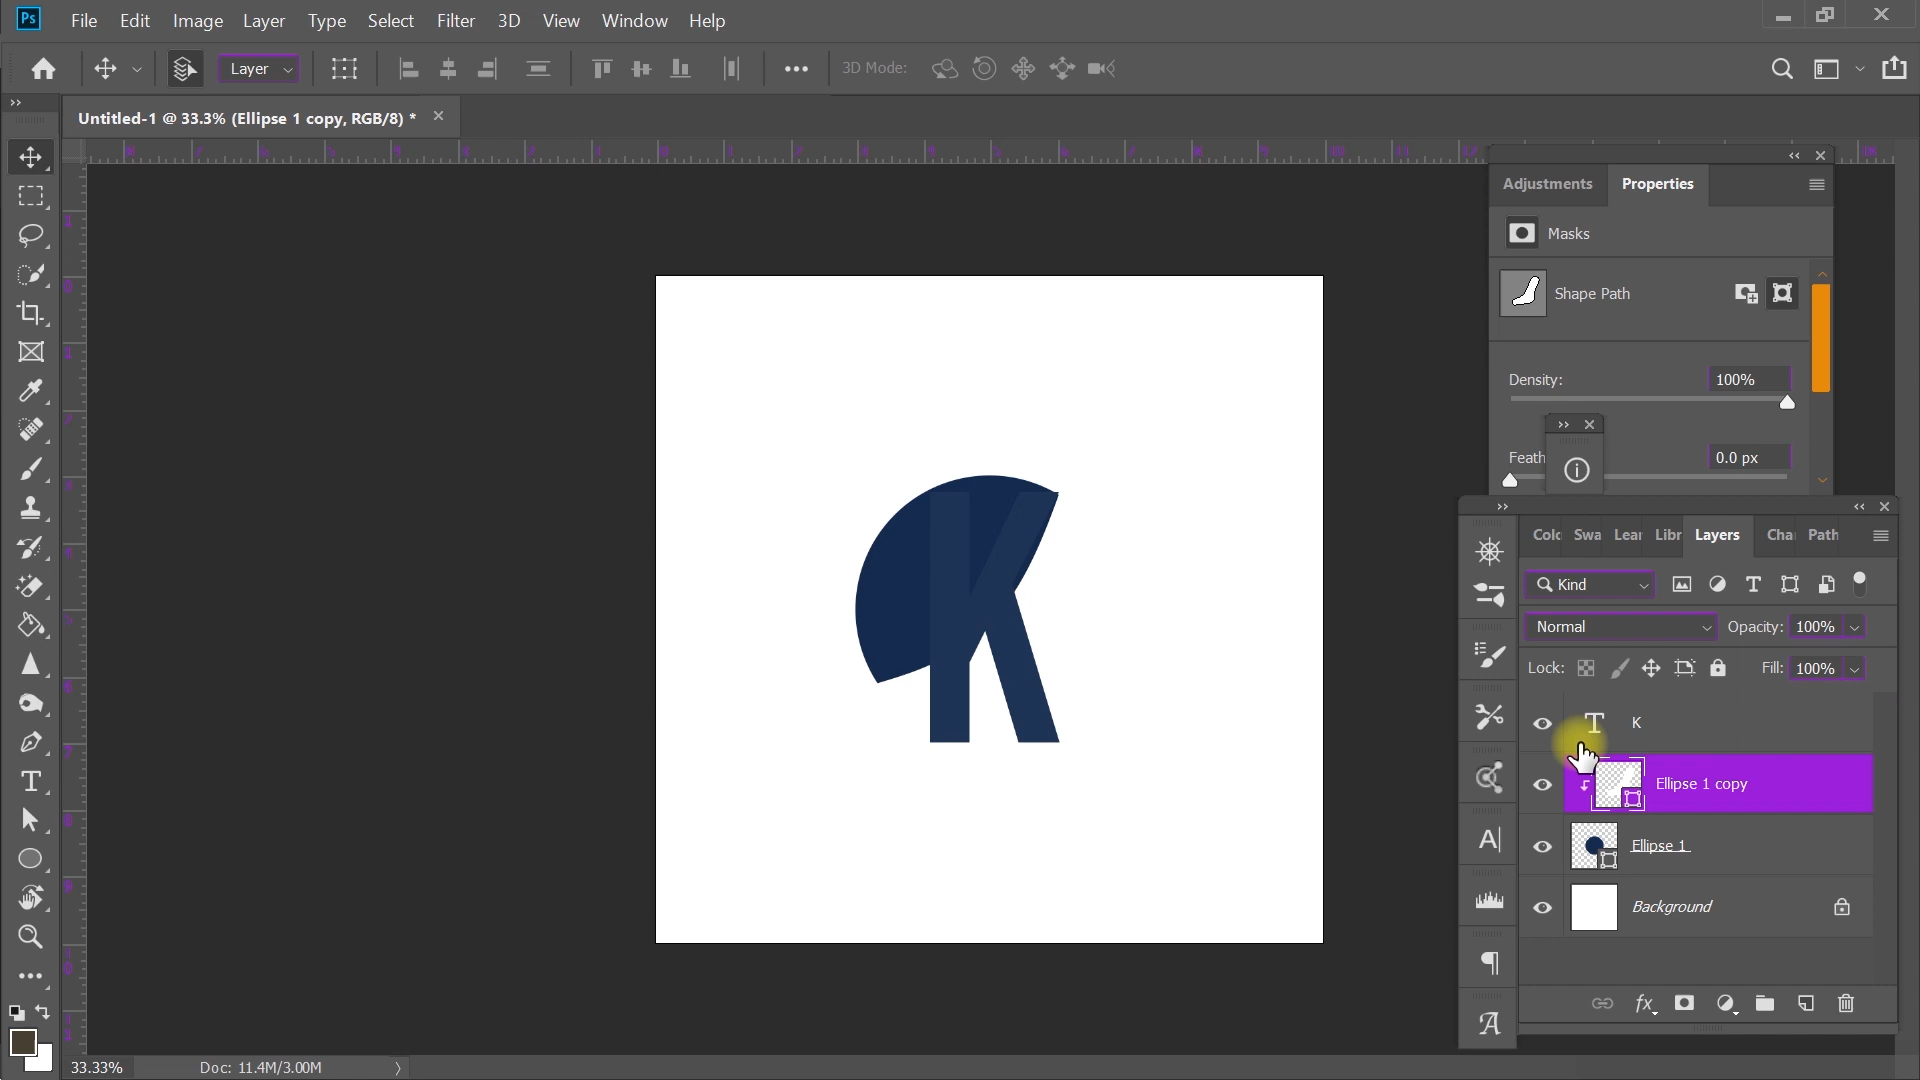 Ps File Edit Image Layer Type Select Filter 3D View Window Help
Layer 3D Mode:
Untitled-1 @ 33.3% (Ellipse 1 copy, RGB/8) *
Adjustments Properties
Masks
Shape Path
Density: 100%
Feath 0.0 px
Colc Swa Lear Libr Layers Cha Path
Kind
Normal Opacity: 100%
Lock: Fill: 100%
T K
Ellipse 1 copy
Ellipse 1
Background
K
33.33% Doc: 11.4M/3.00M